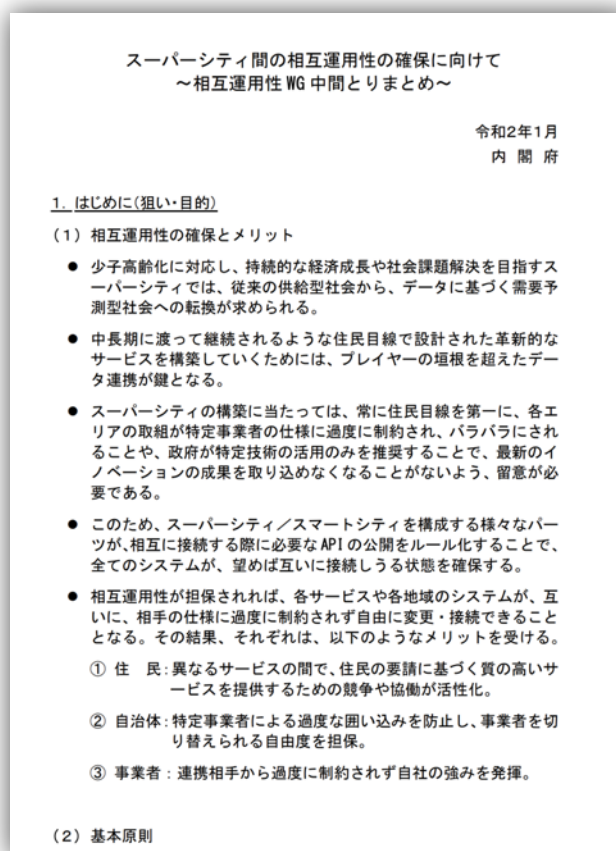 スーパーシティ間の相互運用性の確保に向けて
～相互運用性 WG 中間とりまとめ～
令和2年1月
内 閣 府
1. はじめに(狙い・目的)
(1) 相互運用性の確保とメリット
● 少子高齢化に対応し、持続的な経済成長や社会課題解決を目指すス
ーパーシティでは、従来の供給型社会から、データに基づく需要予
測型社会への転換が求められる。
● 中長期に渡って継続されるような住民目線で設計された革新的な
サービスを構築していくためには、プレイヤーの垣根を超えたデー
タ連携が鍵となる。
● スーパーシティの構築に当たっては、常に住民目線を第一に、各エ
リアの取組が特定事業者の仕様に過度に制約され、バラバラにされ
ることや、政府が特定技術の活用のみを推奨することで、最新のイ
ノベーションの成果を取り込めなくなることがないよう、留意が必
要である。
● このため、スーパーシティ／スマートシティを構成する様々なパー
ツが、相互に接続する際に必要な API の公開をルール化することで、
全てのシステムが、望めば互いに接続しうる状態を確保する。
● 相互運用性が担保されれば、各サービスや各地域のシステムが、互
いに、相手の仕様に過度に制約されず自由に変更・接続できること
となる。その結果、それぞれは、以下のようなメリットを受ける。
① 住 民：異なるサービスの間で、住民の要請に基づく質の高いサ
ービスを提供するための競争や協働が活性化。
② 自治体：特定事業者による過度な囲い込みを防止し、事業者を切
り替えられる自由度を担保。
③ 事業者：連携相手から過度に制約されず自社の強みを発揮。
(2) 基本原則